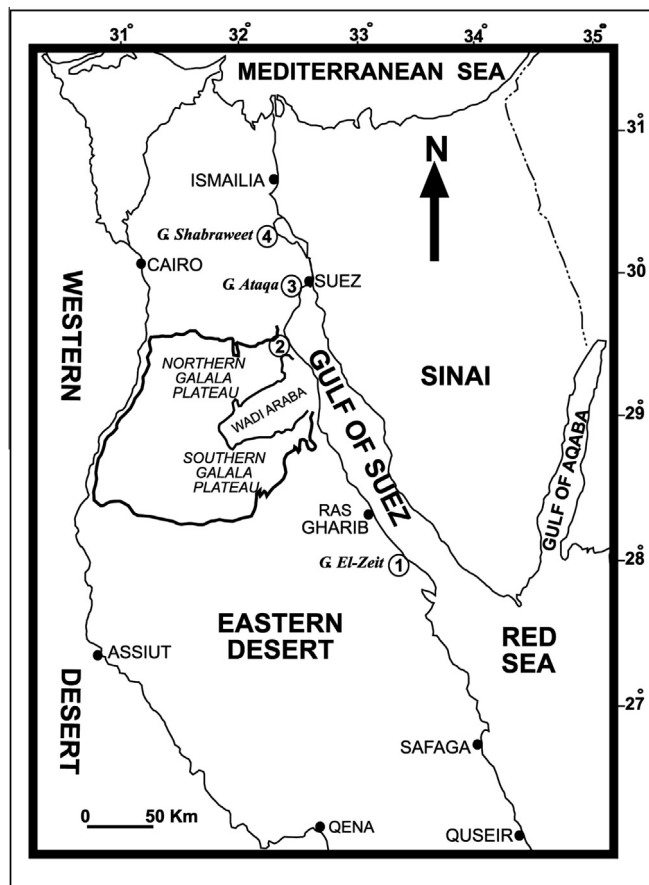 31° 32° 33° 34° 35°
MEDITERRANEAN SEA
31°
N
ISMAILIA
G. Shabraweet 4
30°
CAIRO
G. Ataqa 3 SUEZ
WESTERN
DESERT
2
NORTHERN
GALALA
PLATEAU
WADI ARABA
SOUTHERN
GALALA
PLATEAU
GULF OF SUEZ
SINAI
29°
GULF OF AQABA
RAS
GHARIB
G. El-Zeit 1
28°
EASTERN
DESERT
RED
SEA
ASSIUT
27°
SAFAGA
0 50 Km
QENA
QUSEIR